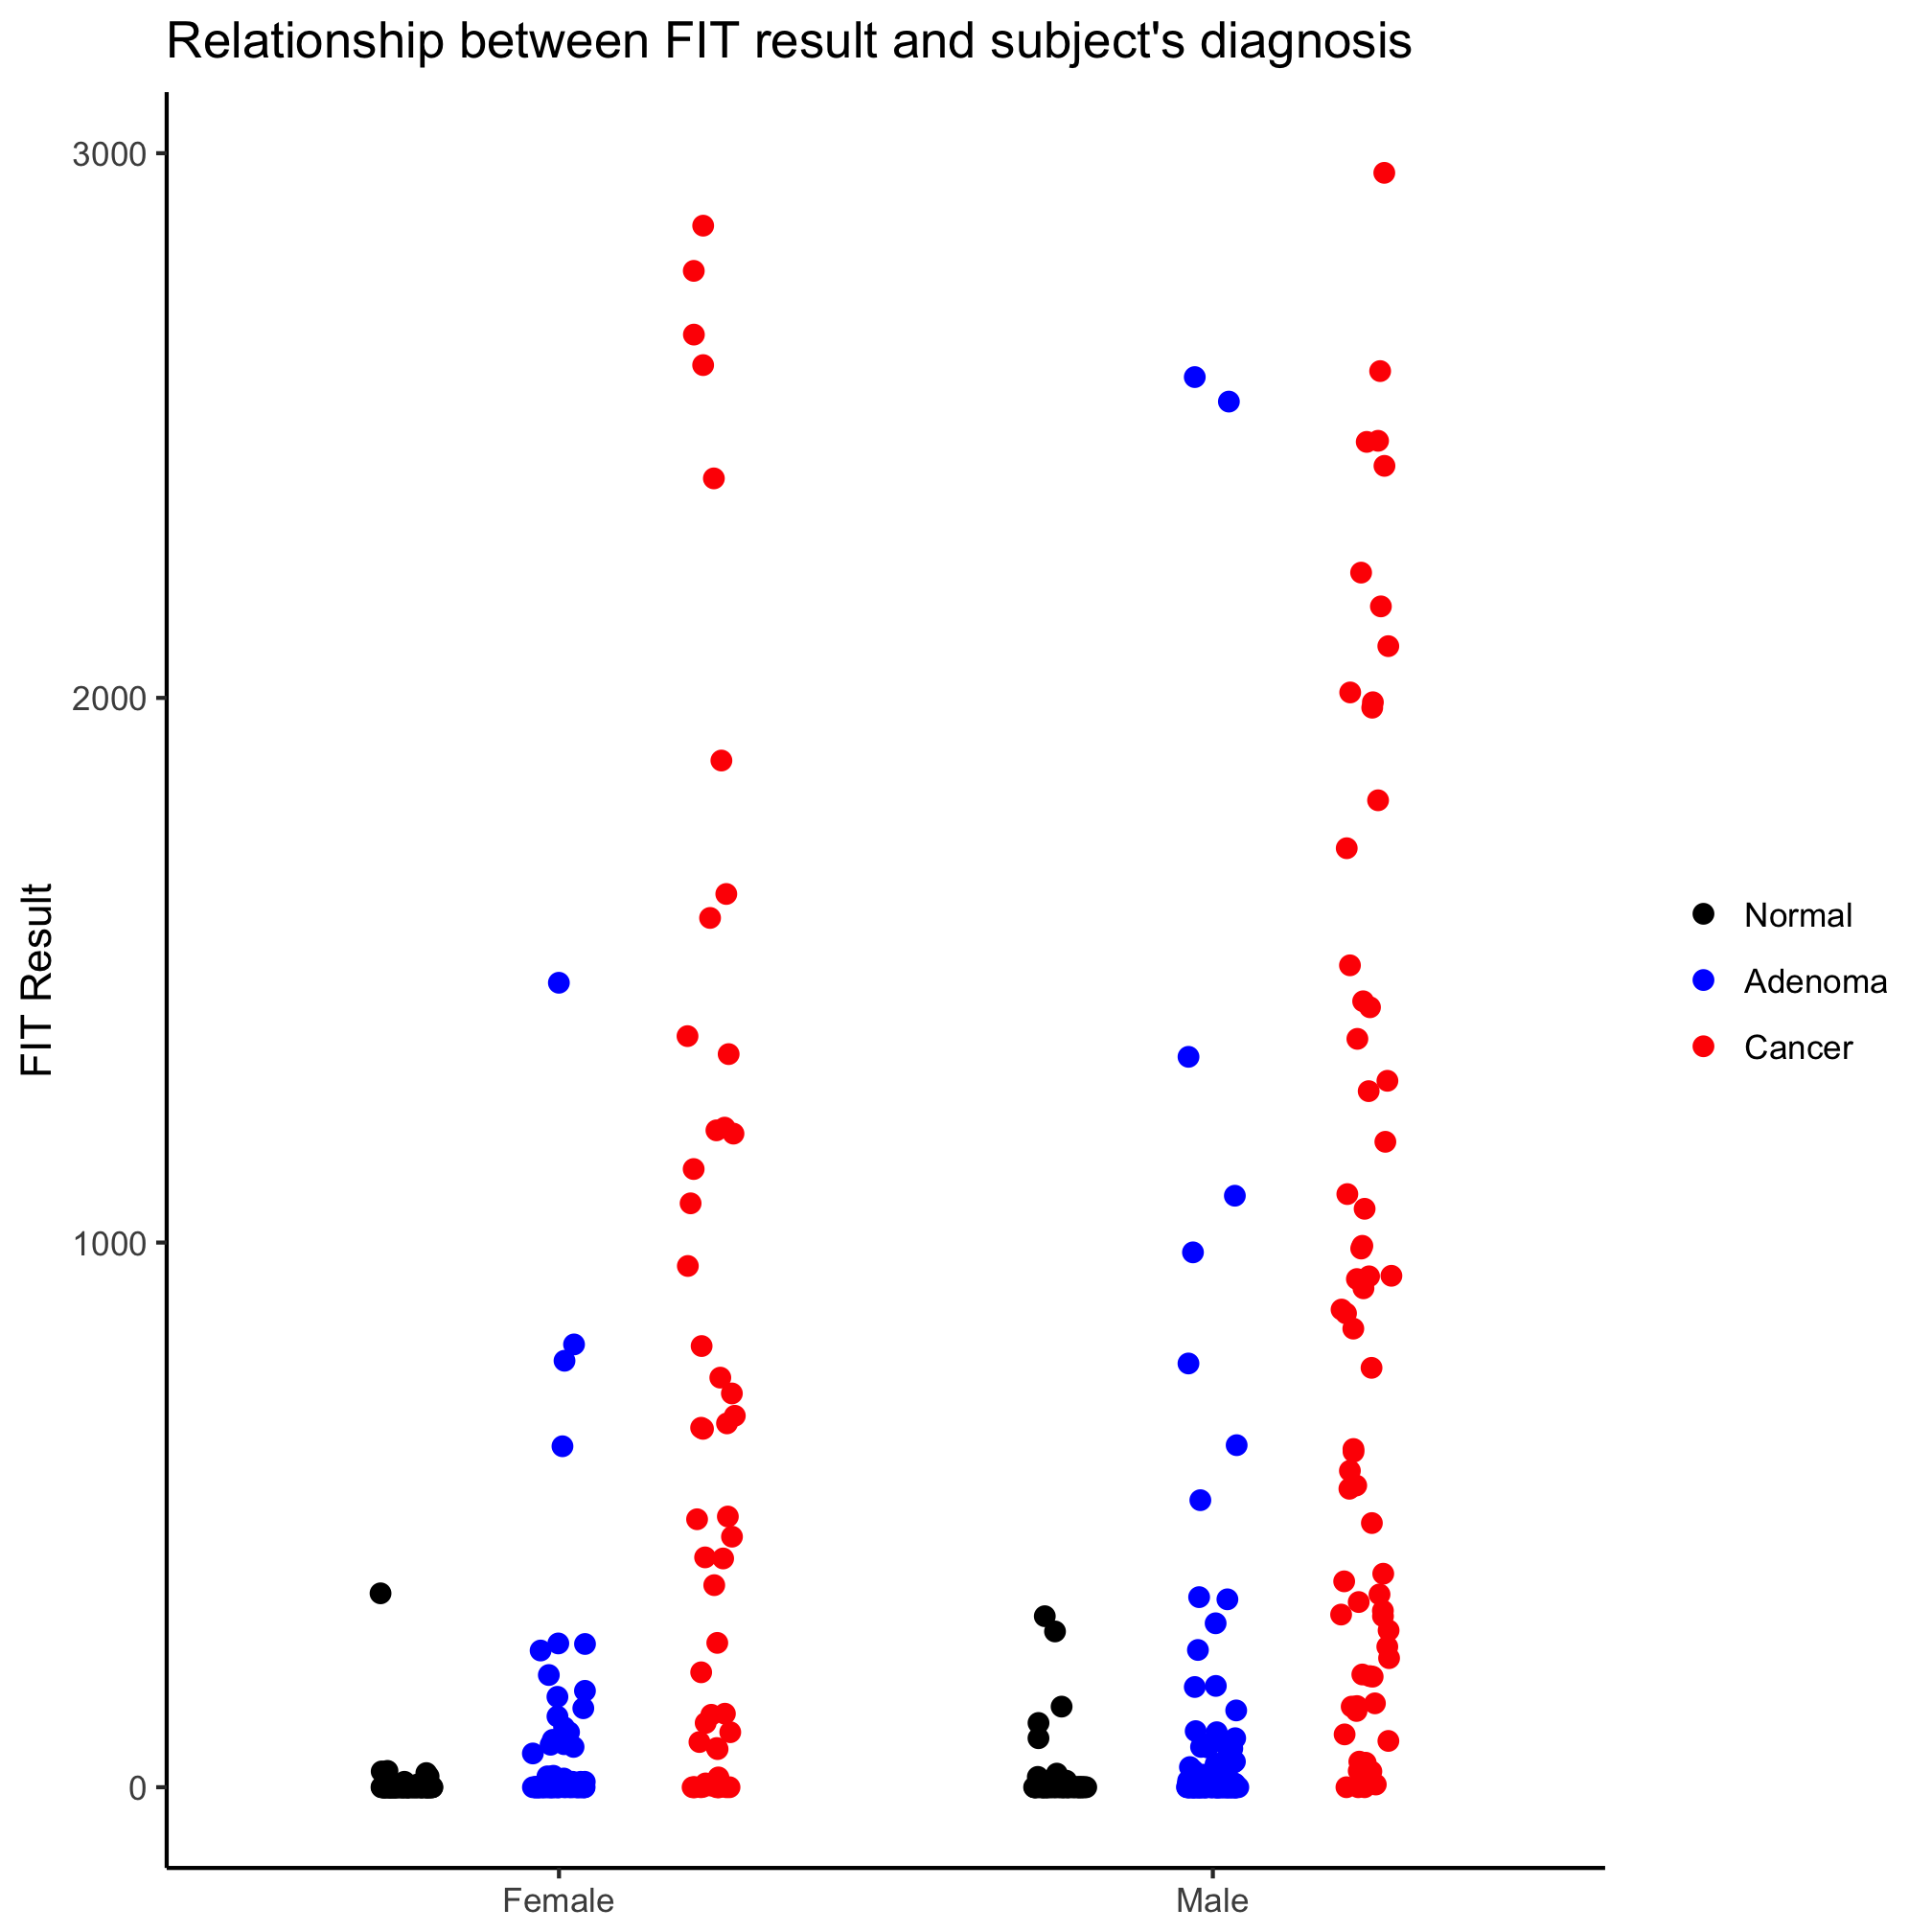 Relationship between FIT result and subject's diagnosis
3000
2000
1000
0
FIT Result
Female
Male
Normal
Adenoma
Cancer